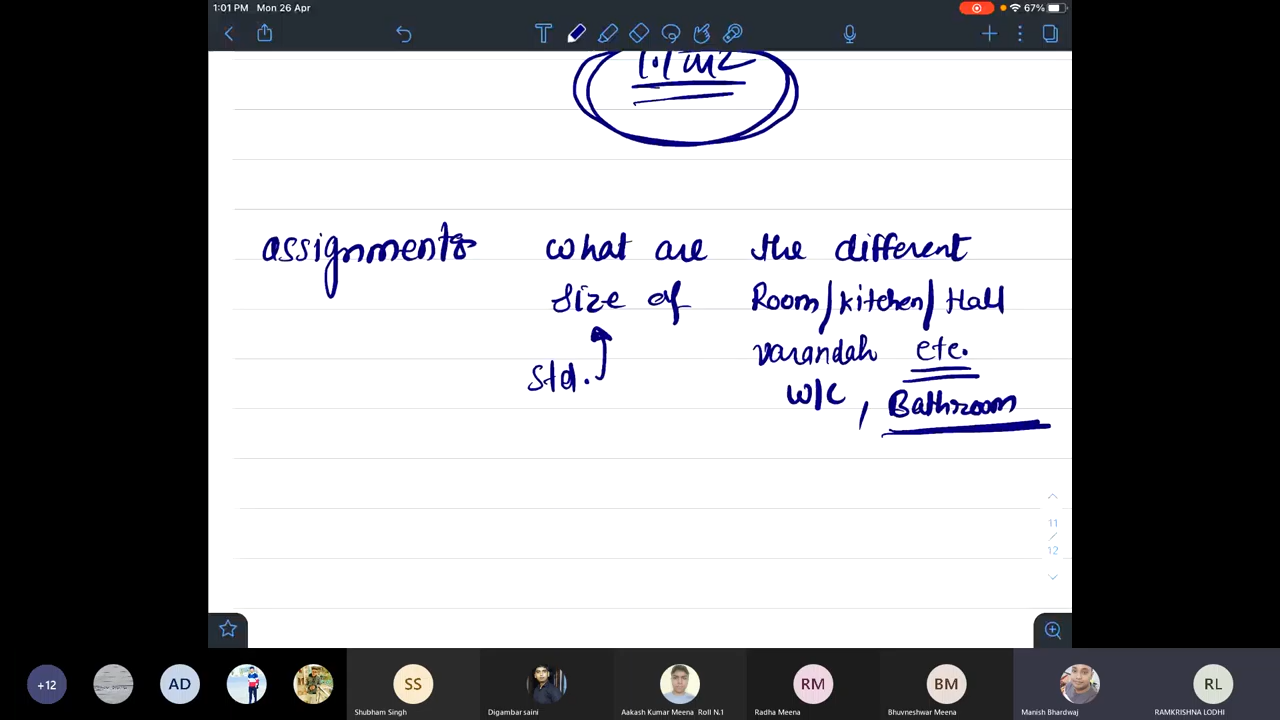 1:01 PM Mon 26 Apr
67%
1.1m2
assignments what are the different
size of Room/kitchen/Hall
std. varandah etc.
W/C, Bathroom
11
12
+12
AD
SS
RM
BM
RL
Shubham Singh
Digambar saini
Aakash Kumar Meena Roll N.1
Radha Meena
Bhuvneshwar Meena
Manish Bhardwaj
RAMKRISHNA LODHI